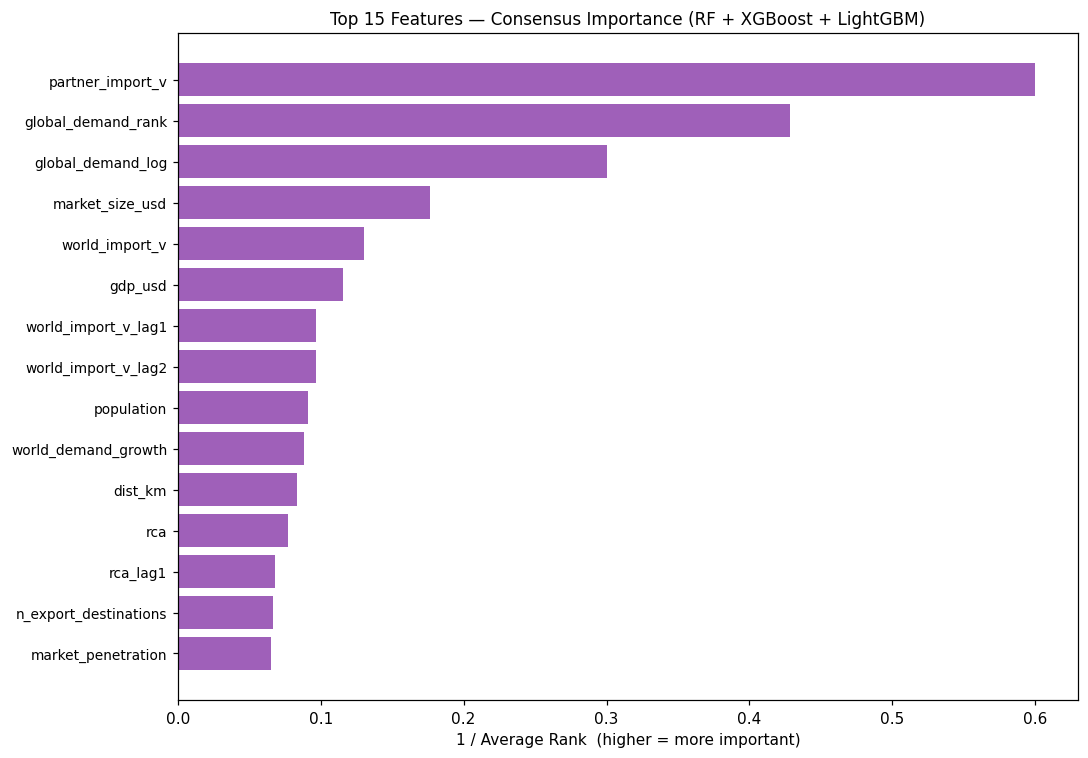 Top 15 Features — Consensus Importance (RF + XGBoost + LightGBM)
partner_import_v
global_demand_rank
global_demand_log
market_size_usd
world_import_v
gdp_usd
world_import_v_lag1
world_import_v_lag2
population
world_demand_growth
dist_km
rca
rca_lag1
n_export_destinations
market_penetration
0.0 0.1 0.2 0.3 0.4 0.5 0.6
1 / Average Rank  (higher = more important)